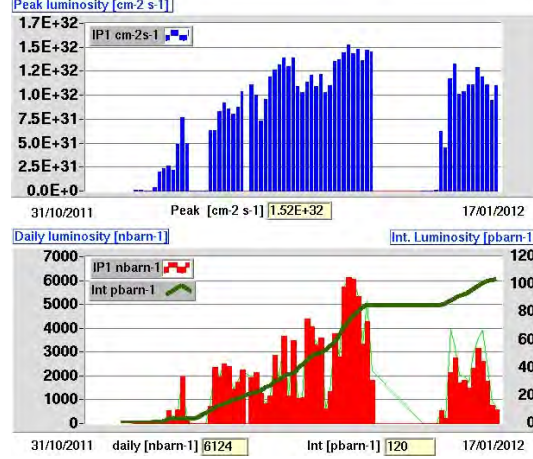 Peak luminosity [cm-2 s-1]
1.7E+32
1.5E+32
1.2E+32
1.0E+32
7.5E+31
5.0E+31
2.5E+31
0.0E+0
IP1 cm-2s-1
31/10/2011 Peak [cm-2 s-1] 1.52E+32 17/01/2012
Daily luminosity [nbarn-1] Int. Luminosity [pbarn-1
7000 120
6000 100
5000 80
4000 60
3000 40
2000 20
1000 0
0
IP1 nbarn-1
Int pbarn-1
31/10/2011 daily [nbarn-1] 6124 Int [pbarn-1] 120 17/01/2012